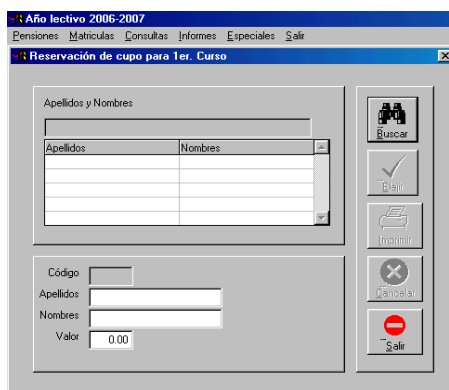 Año lectivo 2006-2007
Pensiones Matriculas Consultas Informes Especiales Salir
Reservación de cupo para 1er. Curso
Apellidos y Nombres
Apellidos Nombres
Buscar
Elejir
Imprimir
Cancelar
Salir
Código
Apellidos
Nombres
Valor 0.00